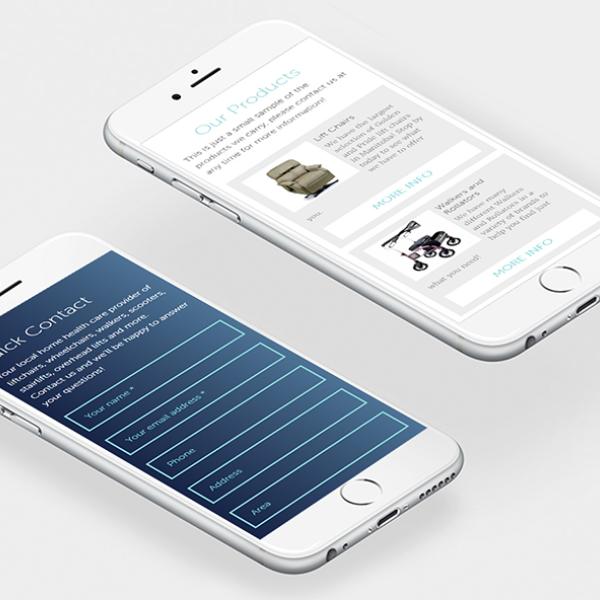 Our Products
This is just a small sample of the
products we carry, please contact us at
any time for more information!
Lift Chairs
We have the largest
selection of Golden
and Pride lift chairs
in Manitoba! Stop by
today to see what
we have to offer
you.
MORE INFO
Walkers and
Rollators
We have many
different Walkers
and Rollators in a
variety of brands so
help you find just
what you need!
MORE INFO
ick Contact
Your local home health care provider of
liftchairs, wheelchairs, walkers, scooters,
stairlifts, overhead lifts and more.
Contact us and we'll be happy to answer
your questions!
Your name *
Your email address *
Phone
Address
Area